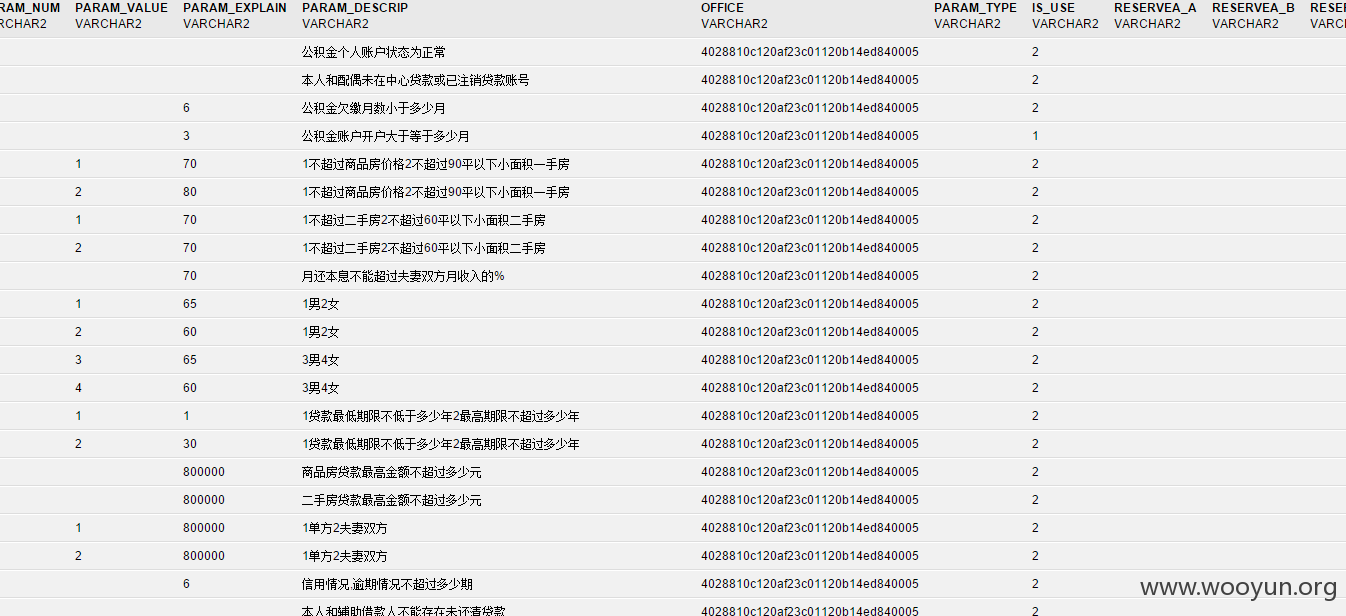 RAM_NUM PARAM_VALUE PARAM_EXPLAIN PARAM_DESCRIP OFFICE PARAM_TYPE IS_USE RESERVEA_A RESERVEA_B RESER
RCHAR2 VARCHAR2 VARCHAR2 VARCHAR2 VARCHAR2 VARCHAR2 VARCHAR2 VARCHAR2 VARCHAR2 VARC
公积金个人账户状态为正常 4028810c120af23c01120b14ed840005 2
本人和配偶未在中心贷款或已注销贷款账号 4028810c120af23c01120b14ed840005 2
6 公积金欠缴月数小于多少月 4028810c120af23c01120b14ed840005 2
3 公积金账户开户大于等于多少月 4028810c120af23c01120b14ed840005 1
1 70 1不超过商品房价格2不超过90平以下小面积一手房 4028810c120af23c01120b14ed840005 2
2 80 1不超过商品房价格2不超过90平以下小面积一手房 4028810c120af23c01120b14ed840005 2
1 70 1不超过二手房2不超过60平以下小面积二手房 4028810c120af23c01120b14ed840005 2
2 70 1不超过二手房2不超过60平以下小面积二手房 4028810c120af23c01120b14ed840005 2
70 月还本息不能超过夫妻双方月收入的% 4028810c120af23c01120b14ed840005 2
1 65 1男2女 4028810c120af23c01120b14ed840005 2
2 60 1男2女 4028810c120af23c01120b14ed840005 2
3 65 3男4女 4028810c120af23c01120b14ed840005 2
4 60 3男4女 4028810c120af23c01120b14ed840005 2
1 1 1贷款最低期限不低于多少年2最高期限不超过多少年 4028810c120af23c01120b14ed840005 2
2 30 1贷款最低期限不低于多少年2最高期限不超过多少年 4028810c120af23c01120b14ed840005 2
800000 商品房贷款最高金额不超过多少元 4028810c120af23c01120b14ed840005 2
800000 二手房贷款最高金额不超过多少元 4028810c120af23c01120b14ed840005 2
1 800000 1单方2夫妻双方 4028810c120af23c01120b14ed840005 2
2 800000 1单方2夫妻双方 4028810c120af23c01120b14ed840005 2
6 信用情况,逾期情况不超过多少期 4028810c120af23c01120b14ed840005 2
本人和辅助借款人不能存在未还清贷款 4028810c120af23c01120b14ed840005 2
www.wooyun.org